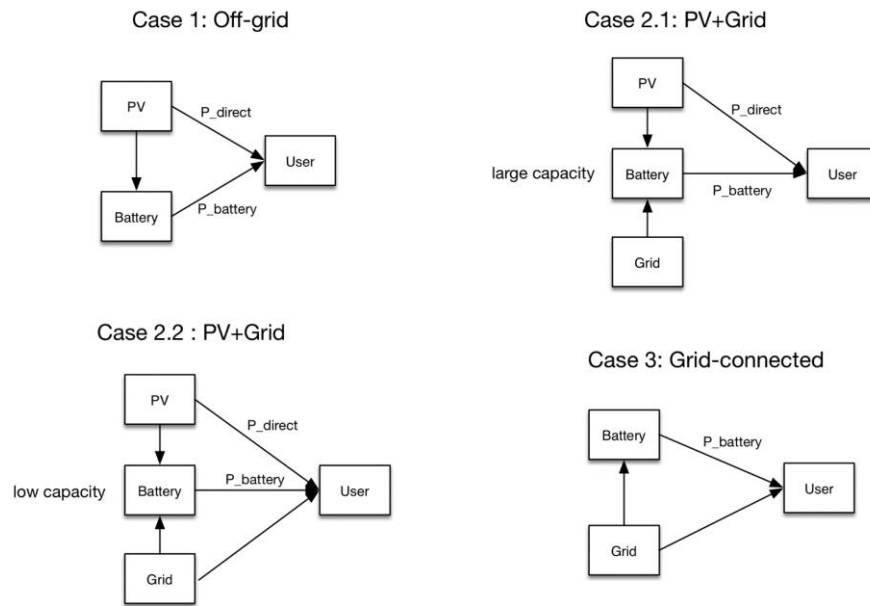 Case 1: Off-grid
PV
P_direct
User
Battery
P_battery
Case 2.1: PV+Grid
PV
P_direct
large capacity
Battery
User
P_battery
Grid
Case 2.2 : PV+Grid
PV
P_direct
low capacity
Battery
P_battery
User
Grid
Case 3: Grid-connected
Battery
P_battery
User
Grid